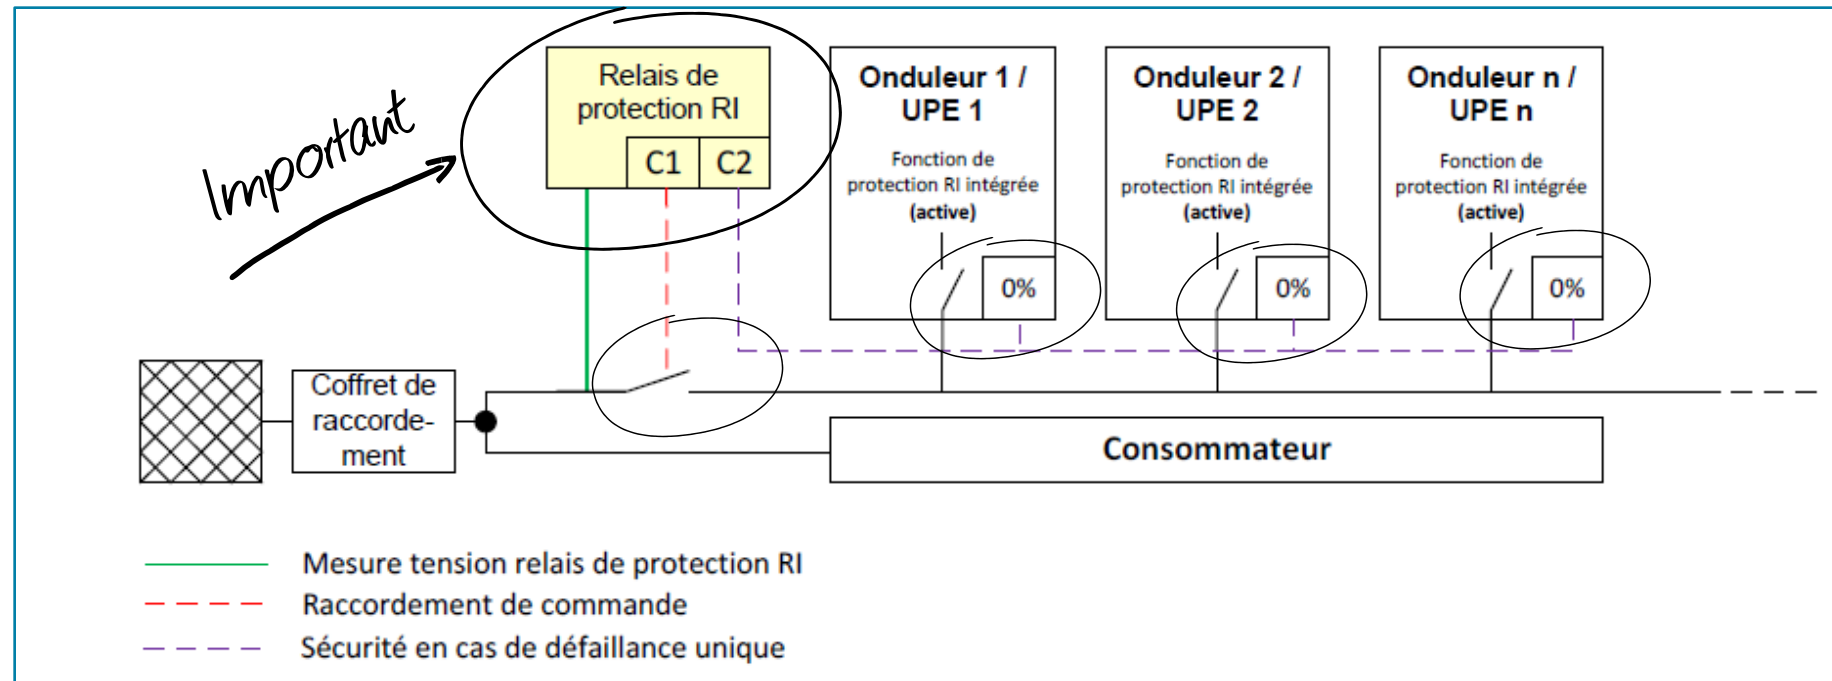 Important
Relais de
protection RI
C1
C2
Onduleur 1 /
UPE 1
Fonction de
protection RI intégrée
(active)
0%
Onduleur 2 /
UPE 2
Fonction de
protection RI intégrée
(active)
0%
Onduleur n /
UPE n
Fonction de
protection RI intégrée
(active)
0%
Coffret de
raccorde-
ment
Consommateur
Mesure tension relais de protection RI
Raccordement de commande
Sécurité en cas de défaillance unique